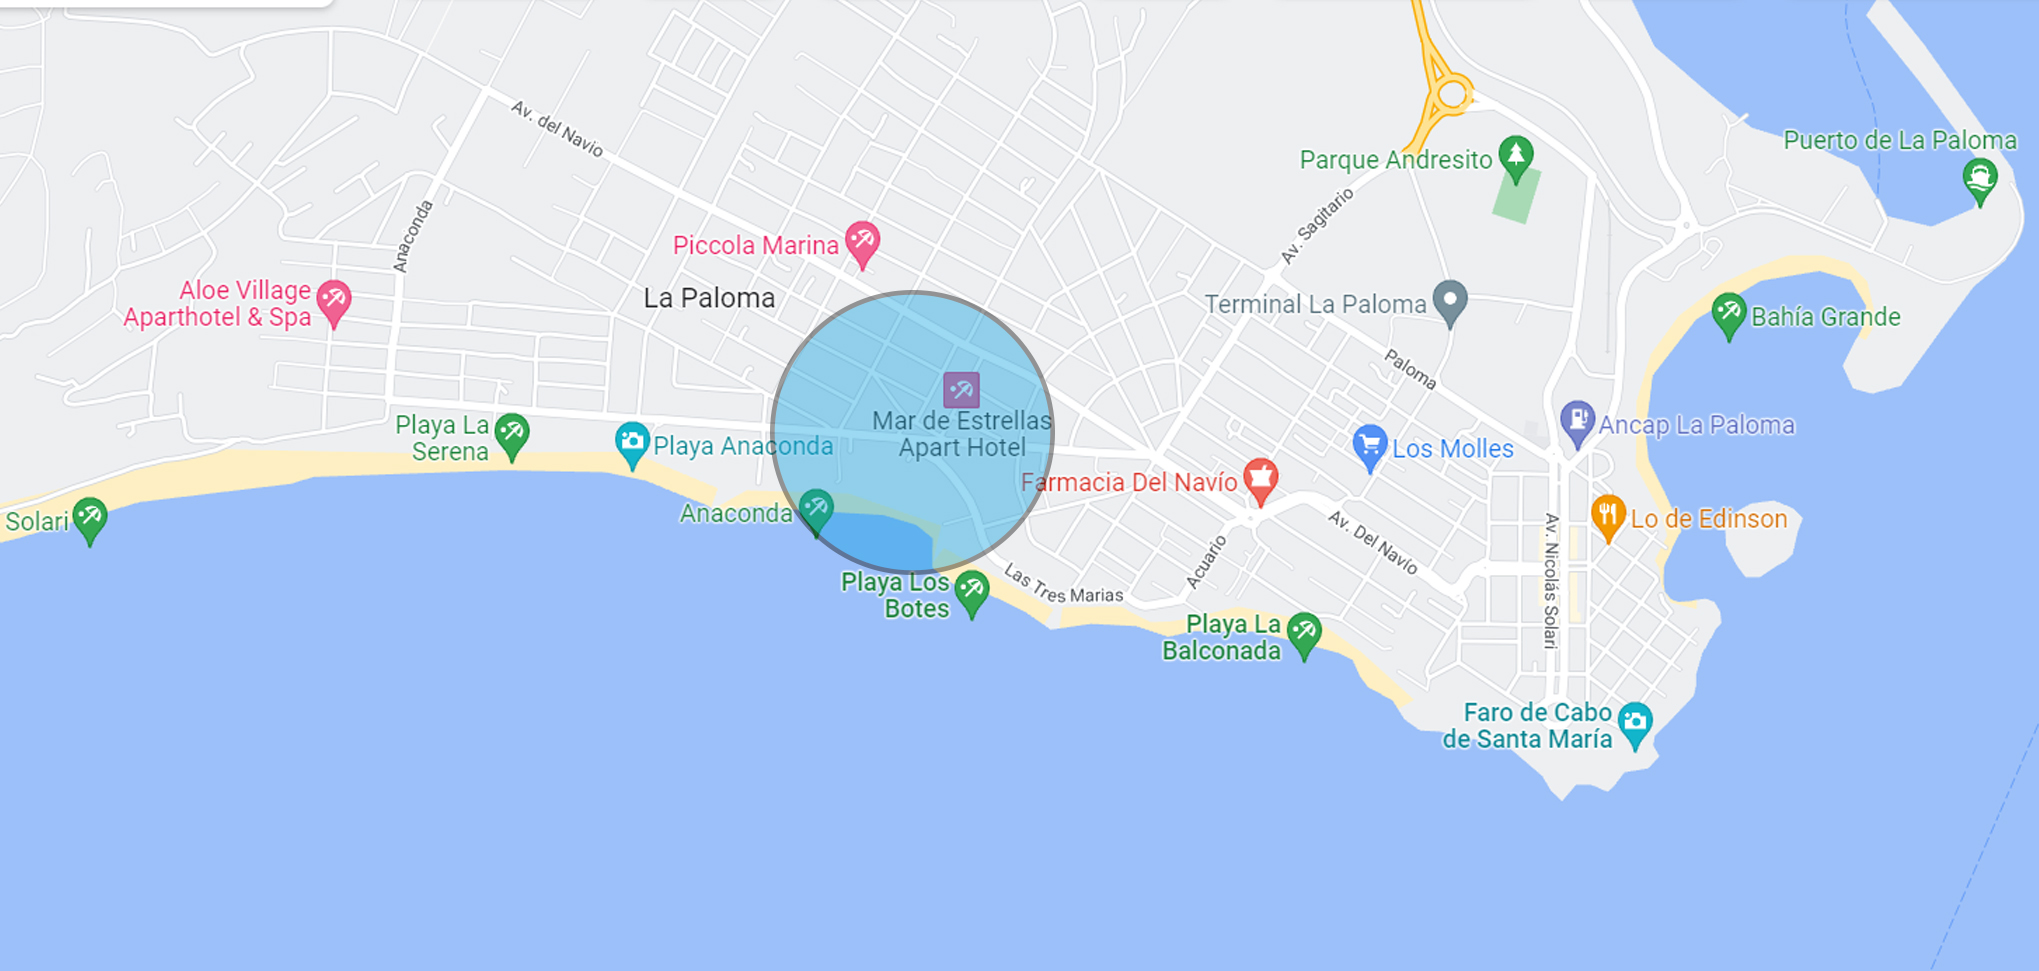 Av. del Navio
Puerto de La Paloma
Parque Andresito
Anaconda
Av. Sagitario
Piccola Marina
La Paloma
Aloe Village
Aparthotel & Spa
Terminal La Paloma
Bahía Grande
Paloma
Mar de Estrellas
Apart Hotel
Playa La
Serena
Playa Anaconda
Los Molles
Ancap La Paloma
Farmacia Del Navío
Solari
Anaconda
Av. Del Navío
Av. Nicolás Solari
Lo de Edinson
Acuario
Las Tres Marias
Playa Los
Botes
Playa La
Balconada
Faro de Cabo
de Santa María